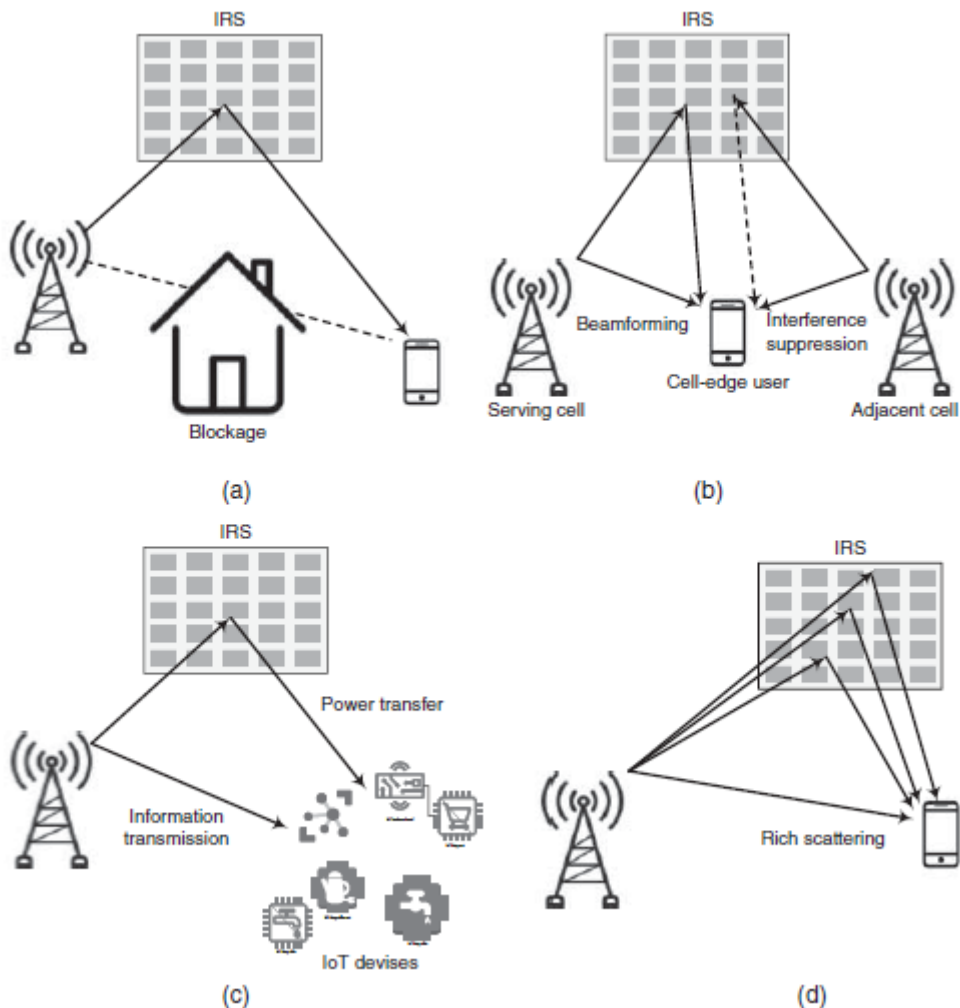 IRS
Blockage
(a)
IRS
Beamforming
Interference
suppression
Cell-edge user
Serving cell
Adjacent cell
(b)
IRS
Power transfer
Information
transmission
IoT devises
(c)
IRS
Rich scattering
(d)